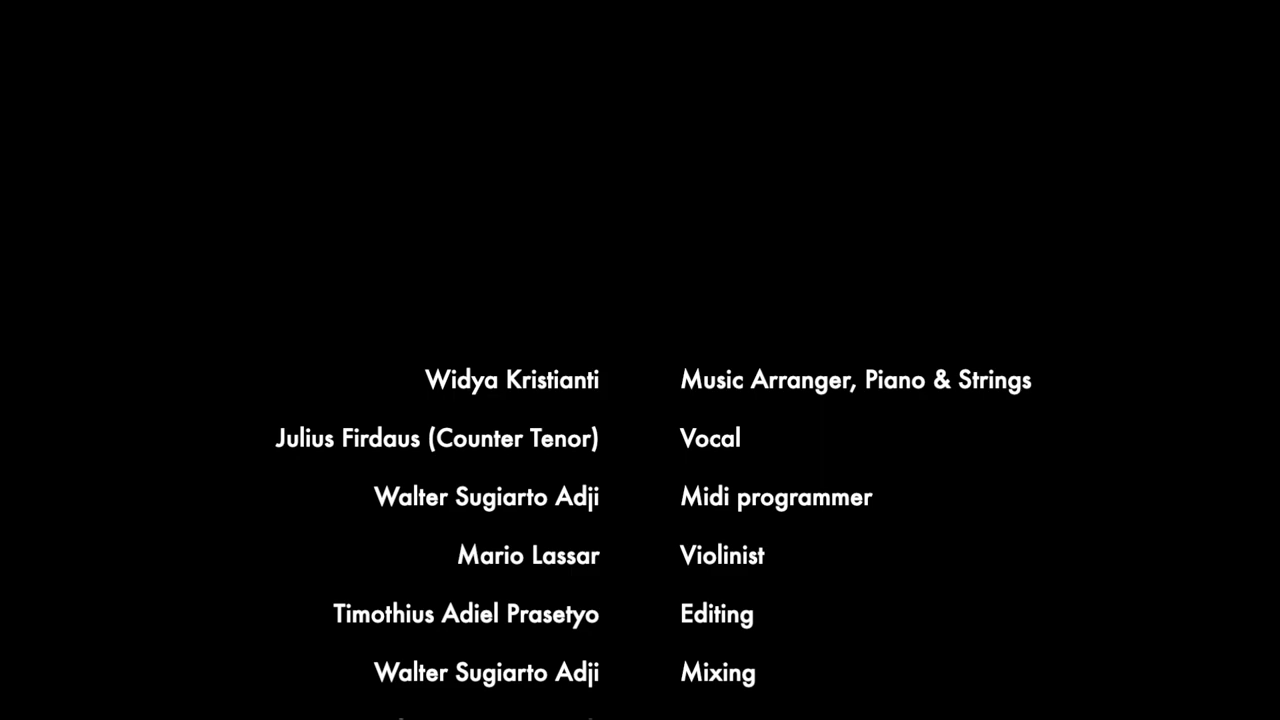 Widya Kristianti Music Arranger, Piano & Strings
Julius Firdaus (Counter Tenor) Vocal
Walter Sugiarto Adji Midi programmer
Mario Lassar Violinist
Timothius Adiel Prasetyo Editing
Walter Sugiarto Adji Mixing